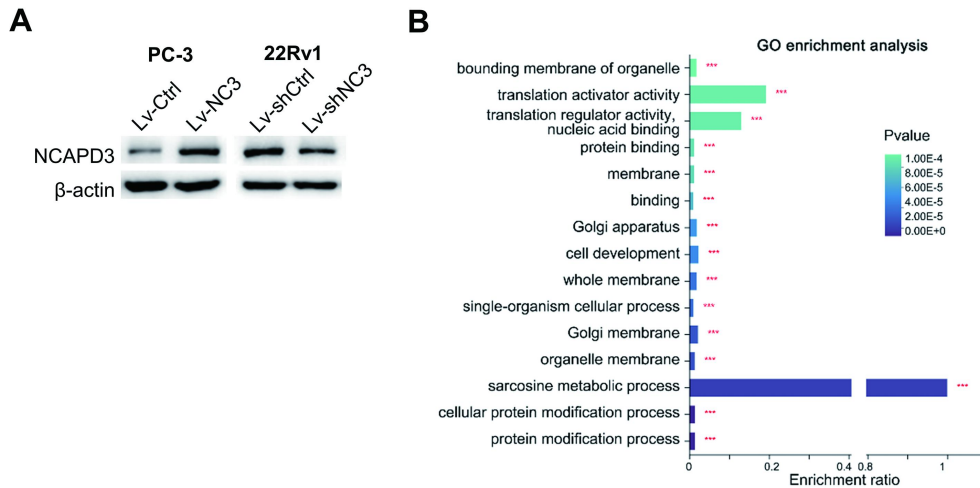 A
PC-3
22Rv1
Lv-Ctrl
Lv-NC3
Lv-shCtrl
Lv-shNC3
NCAPD3
β-actin
B
GO enrichment analysis
bounding membrane of organelle
***
translation activator activity
***
translation regulator activity,
nucleic acid binding
***
protein binding
***
membrane
***
binding
***
Golgi apparatus
***
cell development
***
whole membrane
***
single-organism cellular process
***
Golgi membrane
***
organelle membrane
***
sarcosine metabolic process
***
cellular protein modification process
***
protein modification process
***
0 0.2 0.4 0.8 1
Enrichment ratio
Pvalue
1.00E-4
8.00E-5
6.00E-5
4.00E-5
2.00E-5
0.00E+0